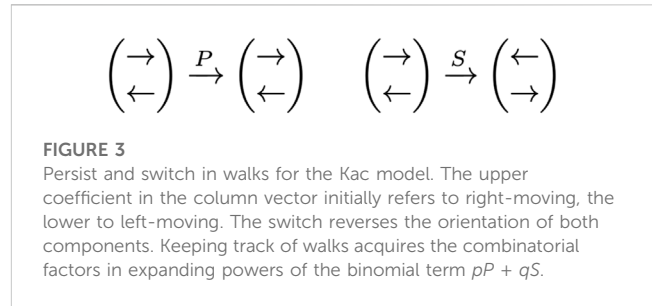 (→ ←) P→ (→ ←) (→ ←) S→ (← →)
FIGURE 3
Persist and switch in walks for the Kac model. The upper
coefficient in the column vector initially refers to right-moving, the
lower to left-moving. The switch reverses the orientation of both
components. Keeping track of walks acquires the combinatorial
factors in expanding powers of the binomial term pP + qS.